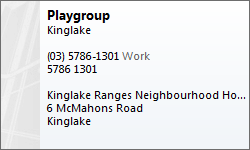 Playgroup
Kinglake
(03) 5786-1301 Work
5786 1301
Kinglake Ranges Neighbourhood Ho...
6 McMahons Road
Kinglake